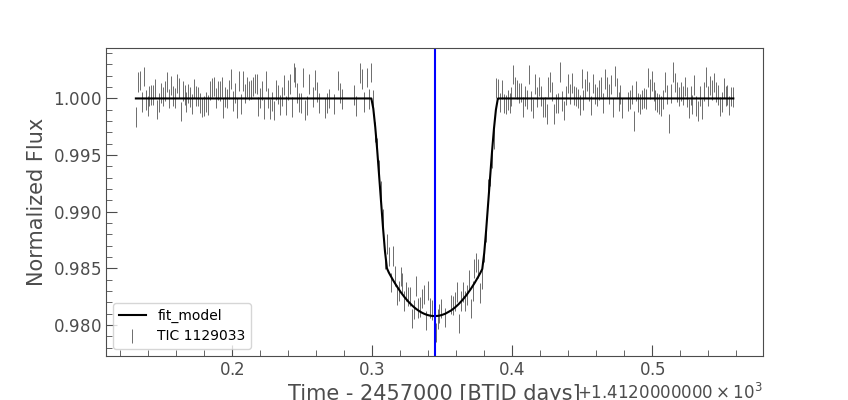 Normalized Flux
1.000
0.995
0.990
0.985
0.980
fit_model
TIC 1129033
0.2
0.3
0.4
0.5
Time - 2457000 [BTJD days]
+1.4120000000 × 10³